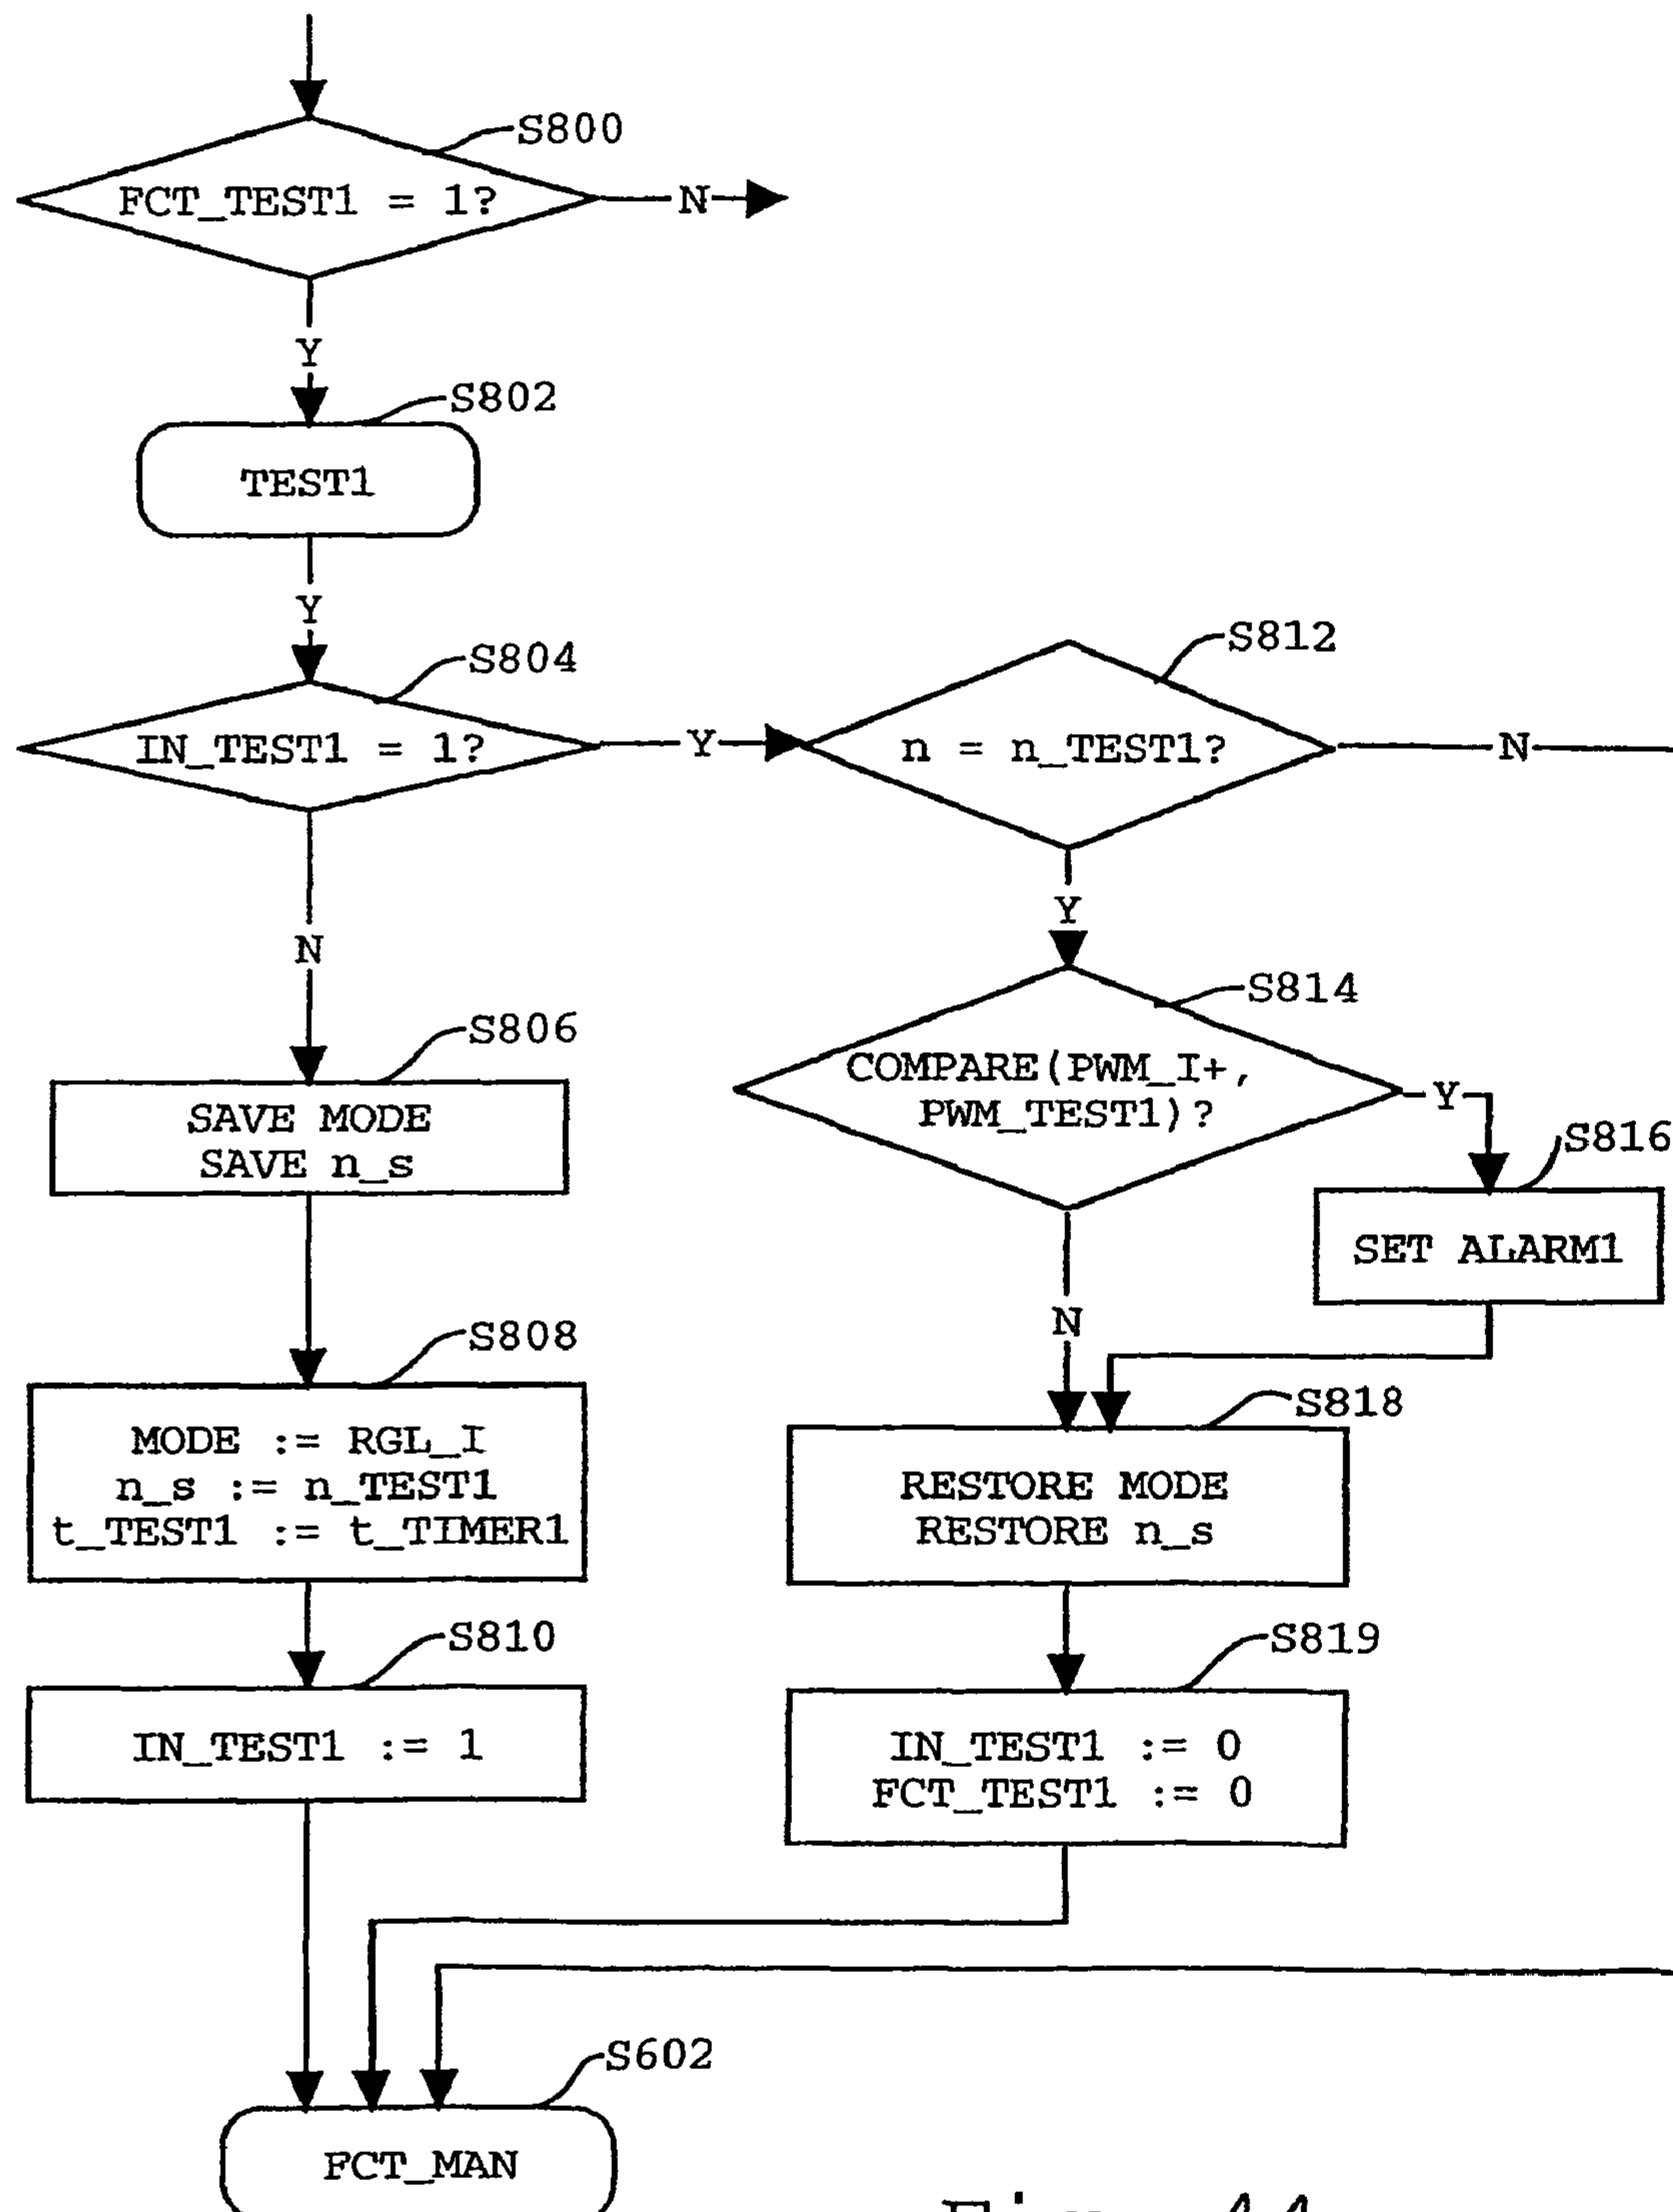 S800
FCT_TEST1 = 1?
N
Y
S802
TEST1
Y
S804
IN_TEST1 = 1?
Y
S812
n = n_TEST1?
N
N
Y
S814
COMPARE(PWM_I+,
PWM_TEST1)?
Y
S806
SAVE MODE
SAVE n_s
S816
SET ALARM1
N
S808
MODE := RGL_I
n_s := n_TEST1
t_TEST1 := t_TIMER1
S818
RESTORE MODE
RESTORE n_s
S810
IN_TEST1 := 1
S819
IN_TEST1 := 0
FCT_TEST1 := 0
S602
FCT_MAN